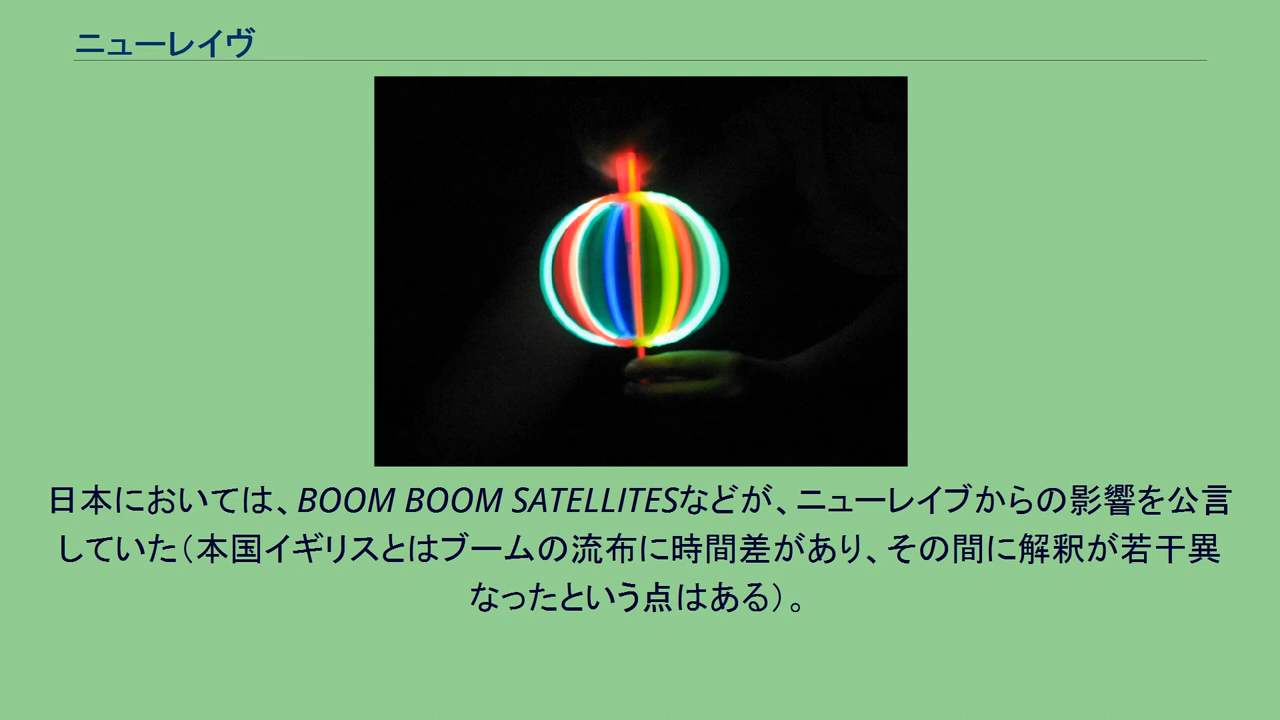 ニューレイヴ
日本においては、BOOM BOOM SATELLITESなどが、ニューレイブからの影響を公言
していた（本国イギリスとはブームの流布に時間差があり、その間に解釈が若干異
なったという点はある）。